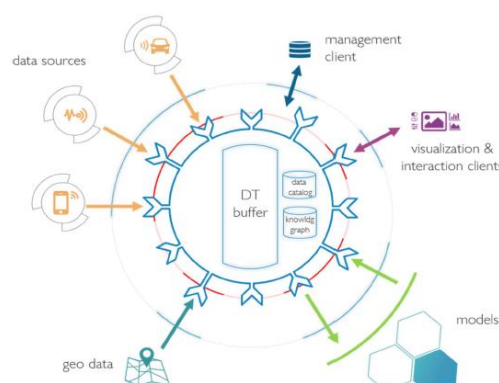 data sources
management
client
visualization &
interaction clients
DT
buffer
data
catalog
knowldg
graph
models
geo data